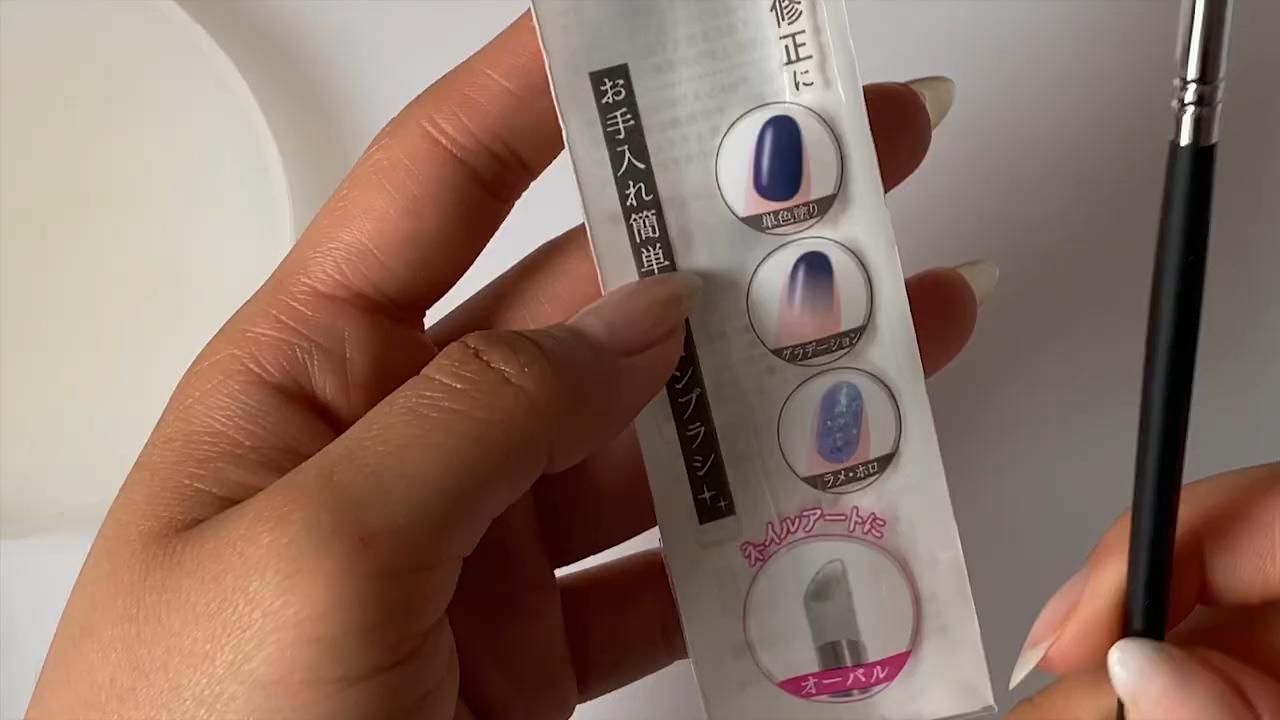 修正に
お手入れ簡単
ンブラシ
単色塗り
グラデーション
ラメ・ホロ
ネイルアートに
オーバル